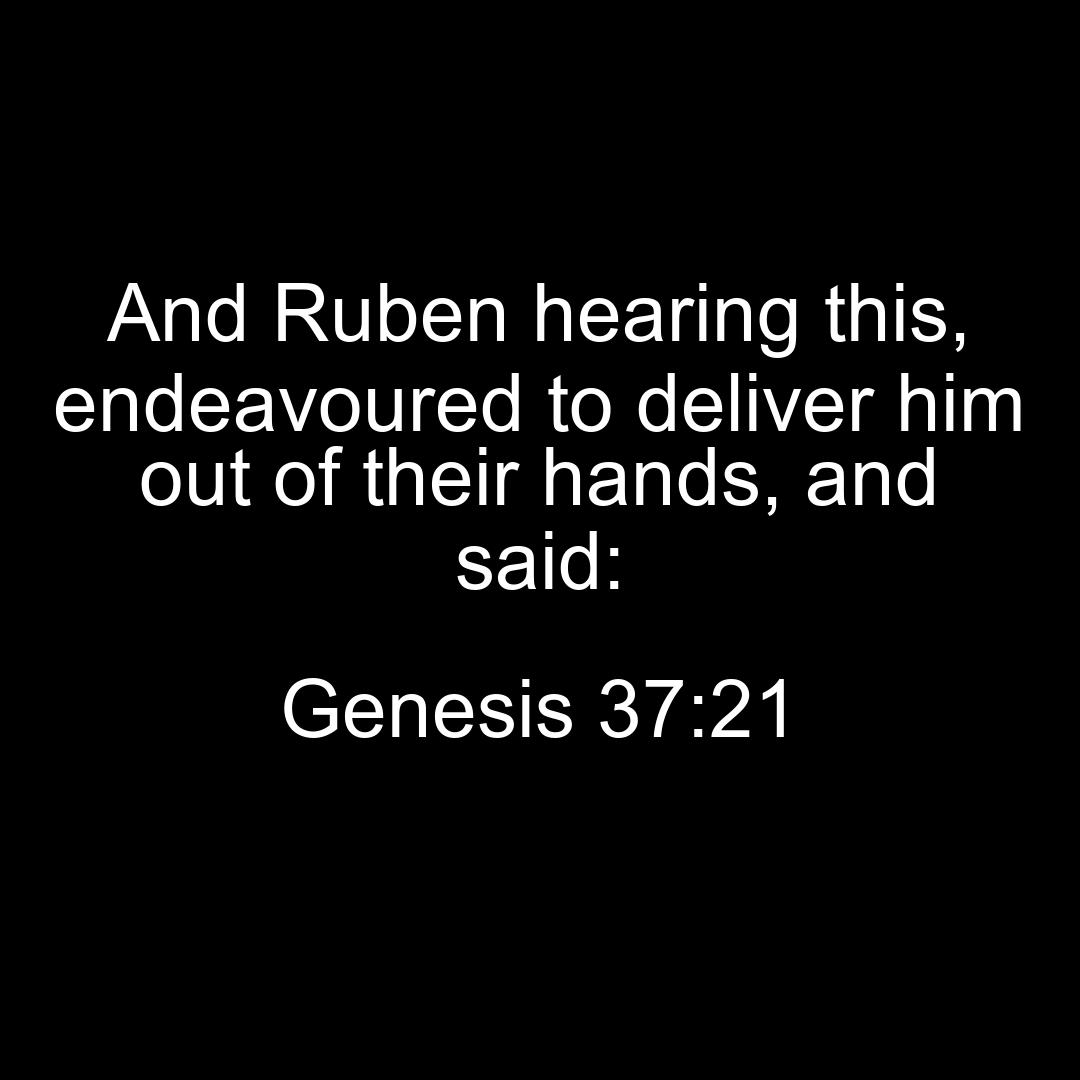 And Ruben hearing this,
endeavoured to deliver him
out of their hands, and
said:
Genesis 37:21